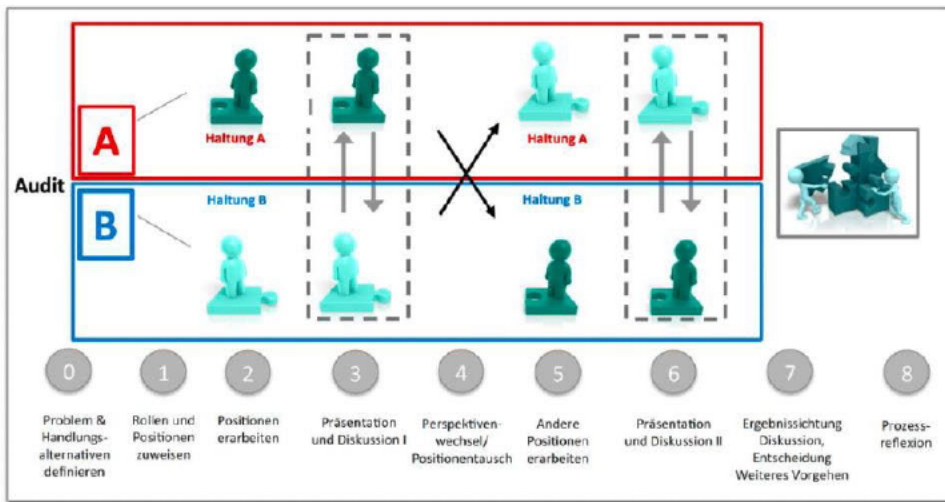 A
Haltung A
Haltung A
Audit
B
Haltung B
Haltung B
0
1
2
3
4
5
6
7
8
Problem &
Handlungs-
alternativen
definieren
Rollen und
Positionen
zuweisen
Positionen
erarbeiten
Präsentation
und Diskussion I
Perspektiven-
wechsel/
Positionentausch
Andere
Positionen
erarbeiten
Präsentation
und Diskussion II
Ergebnissichtung
Diskussion,
Entscheidung
Weiteres Vorgehen
Prozess-
reflexion